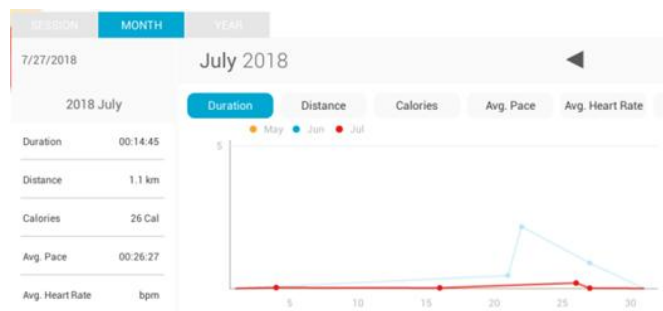 SESSION MONTH YEAR
7/27/2018
July 2018
2018 July
Duration Distance Calories Avg. Pace Avg. Heart Rate
May Jun Jul
Duration 00:14:45
Distance 1.1 km
Calories 26 Cal
Avg. Pace 00:26:27
Avg. Heart Rate bpm
5
5 10 15 20 25 30